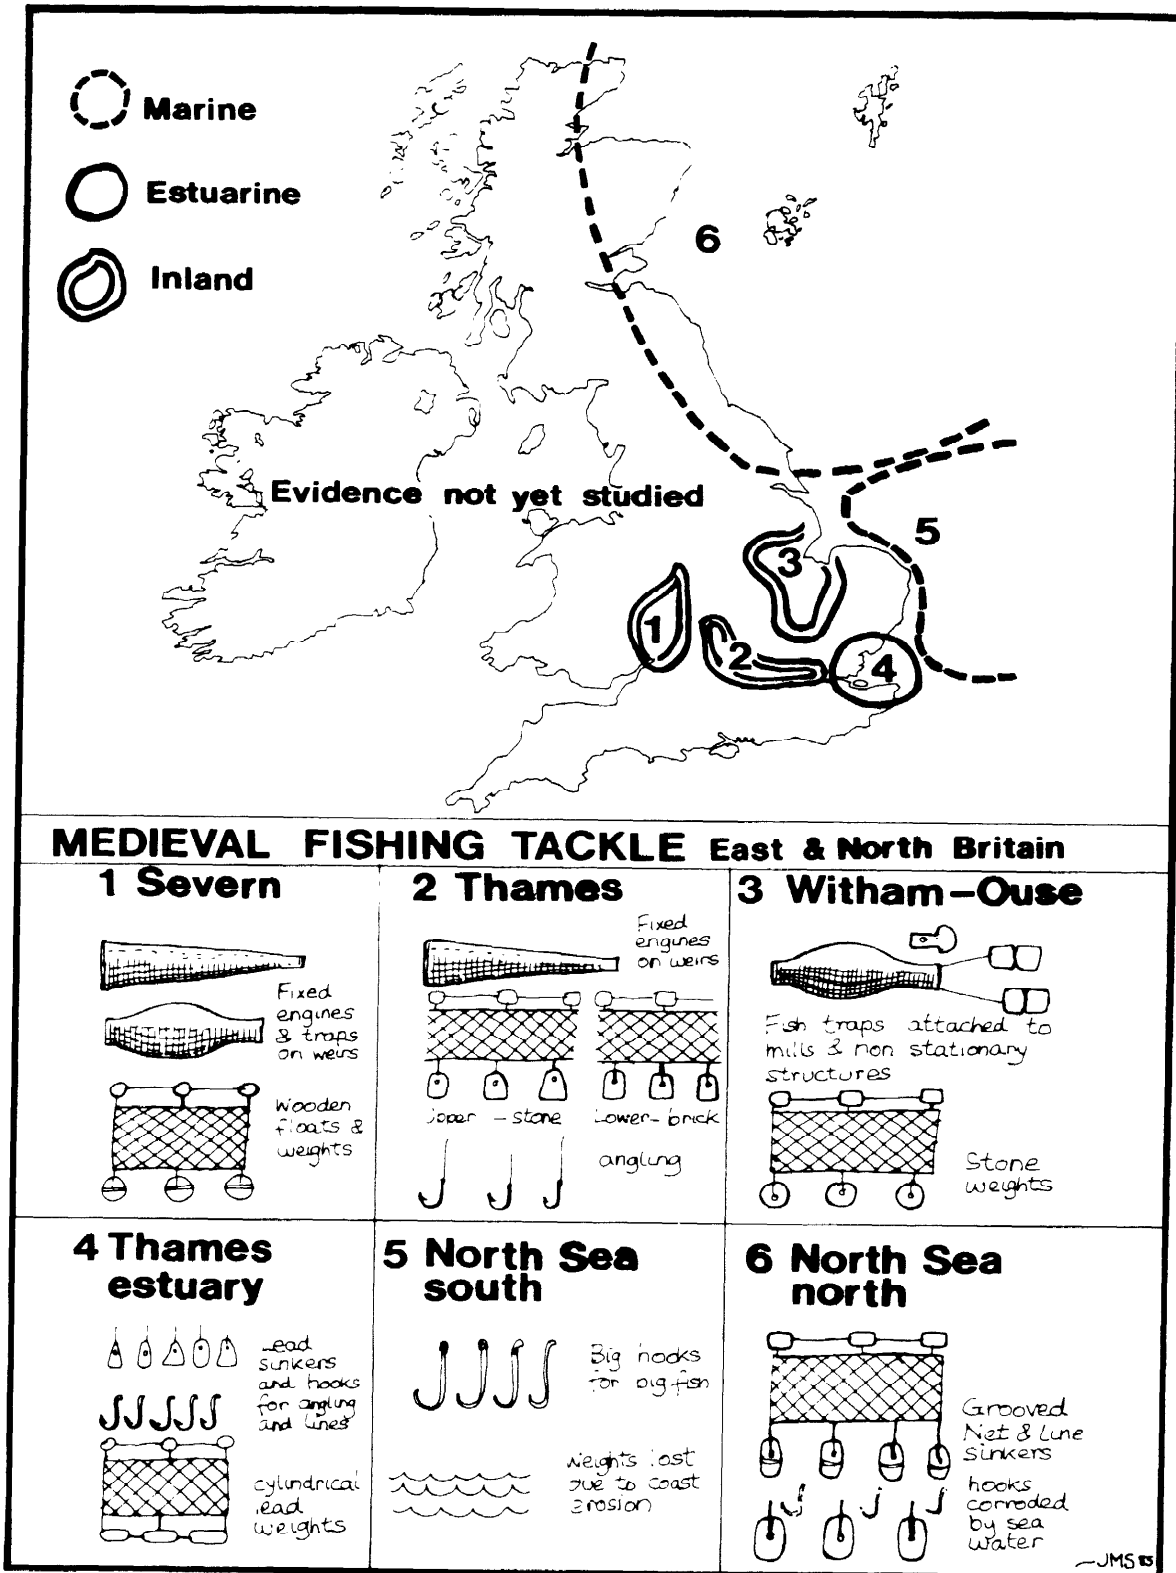 Marine
Estuarine
Inland
6
Evidence not yet studied
5
3
1
2
4
MEDIEVAL FISHING TACKLE East & North Britain
1 Severn
Fixed
engines
& traps
on weirs
Wooden
floats &
weights
2 Thames
Fixed
engines
on weirs
Upper - stone
Lower - brick
angling
3 Witham-Ouse
Fish traps attached to
mills & non stationary
structures
Stone
weights
4 Thames
estuary
Lead
sinkers
and hooks
for angling
and lines
cylindrical
lead
weights
5 North Sea
south
Big hooks
for big fish
Weights lost
due to coast
erosion
6 North Sea
north
Grooved
Net & Line
sinkers
hooks
corroded
by sea
water
JMS 83